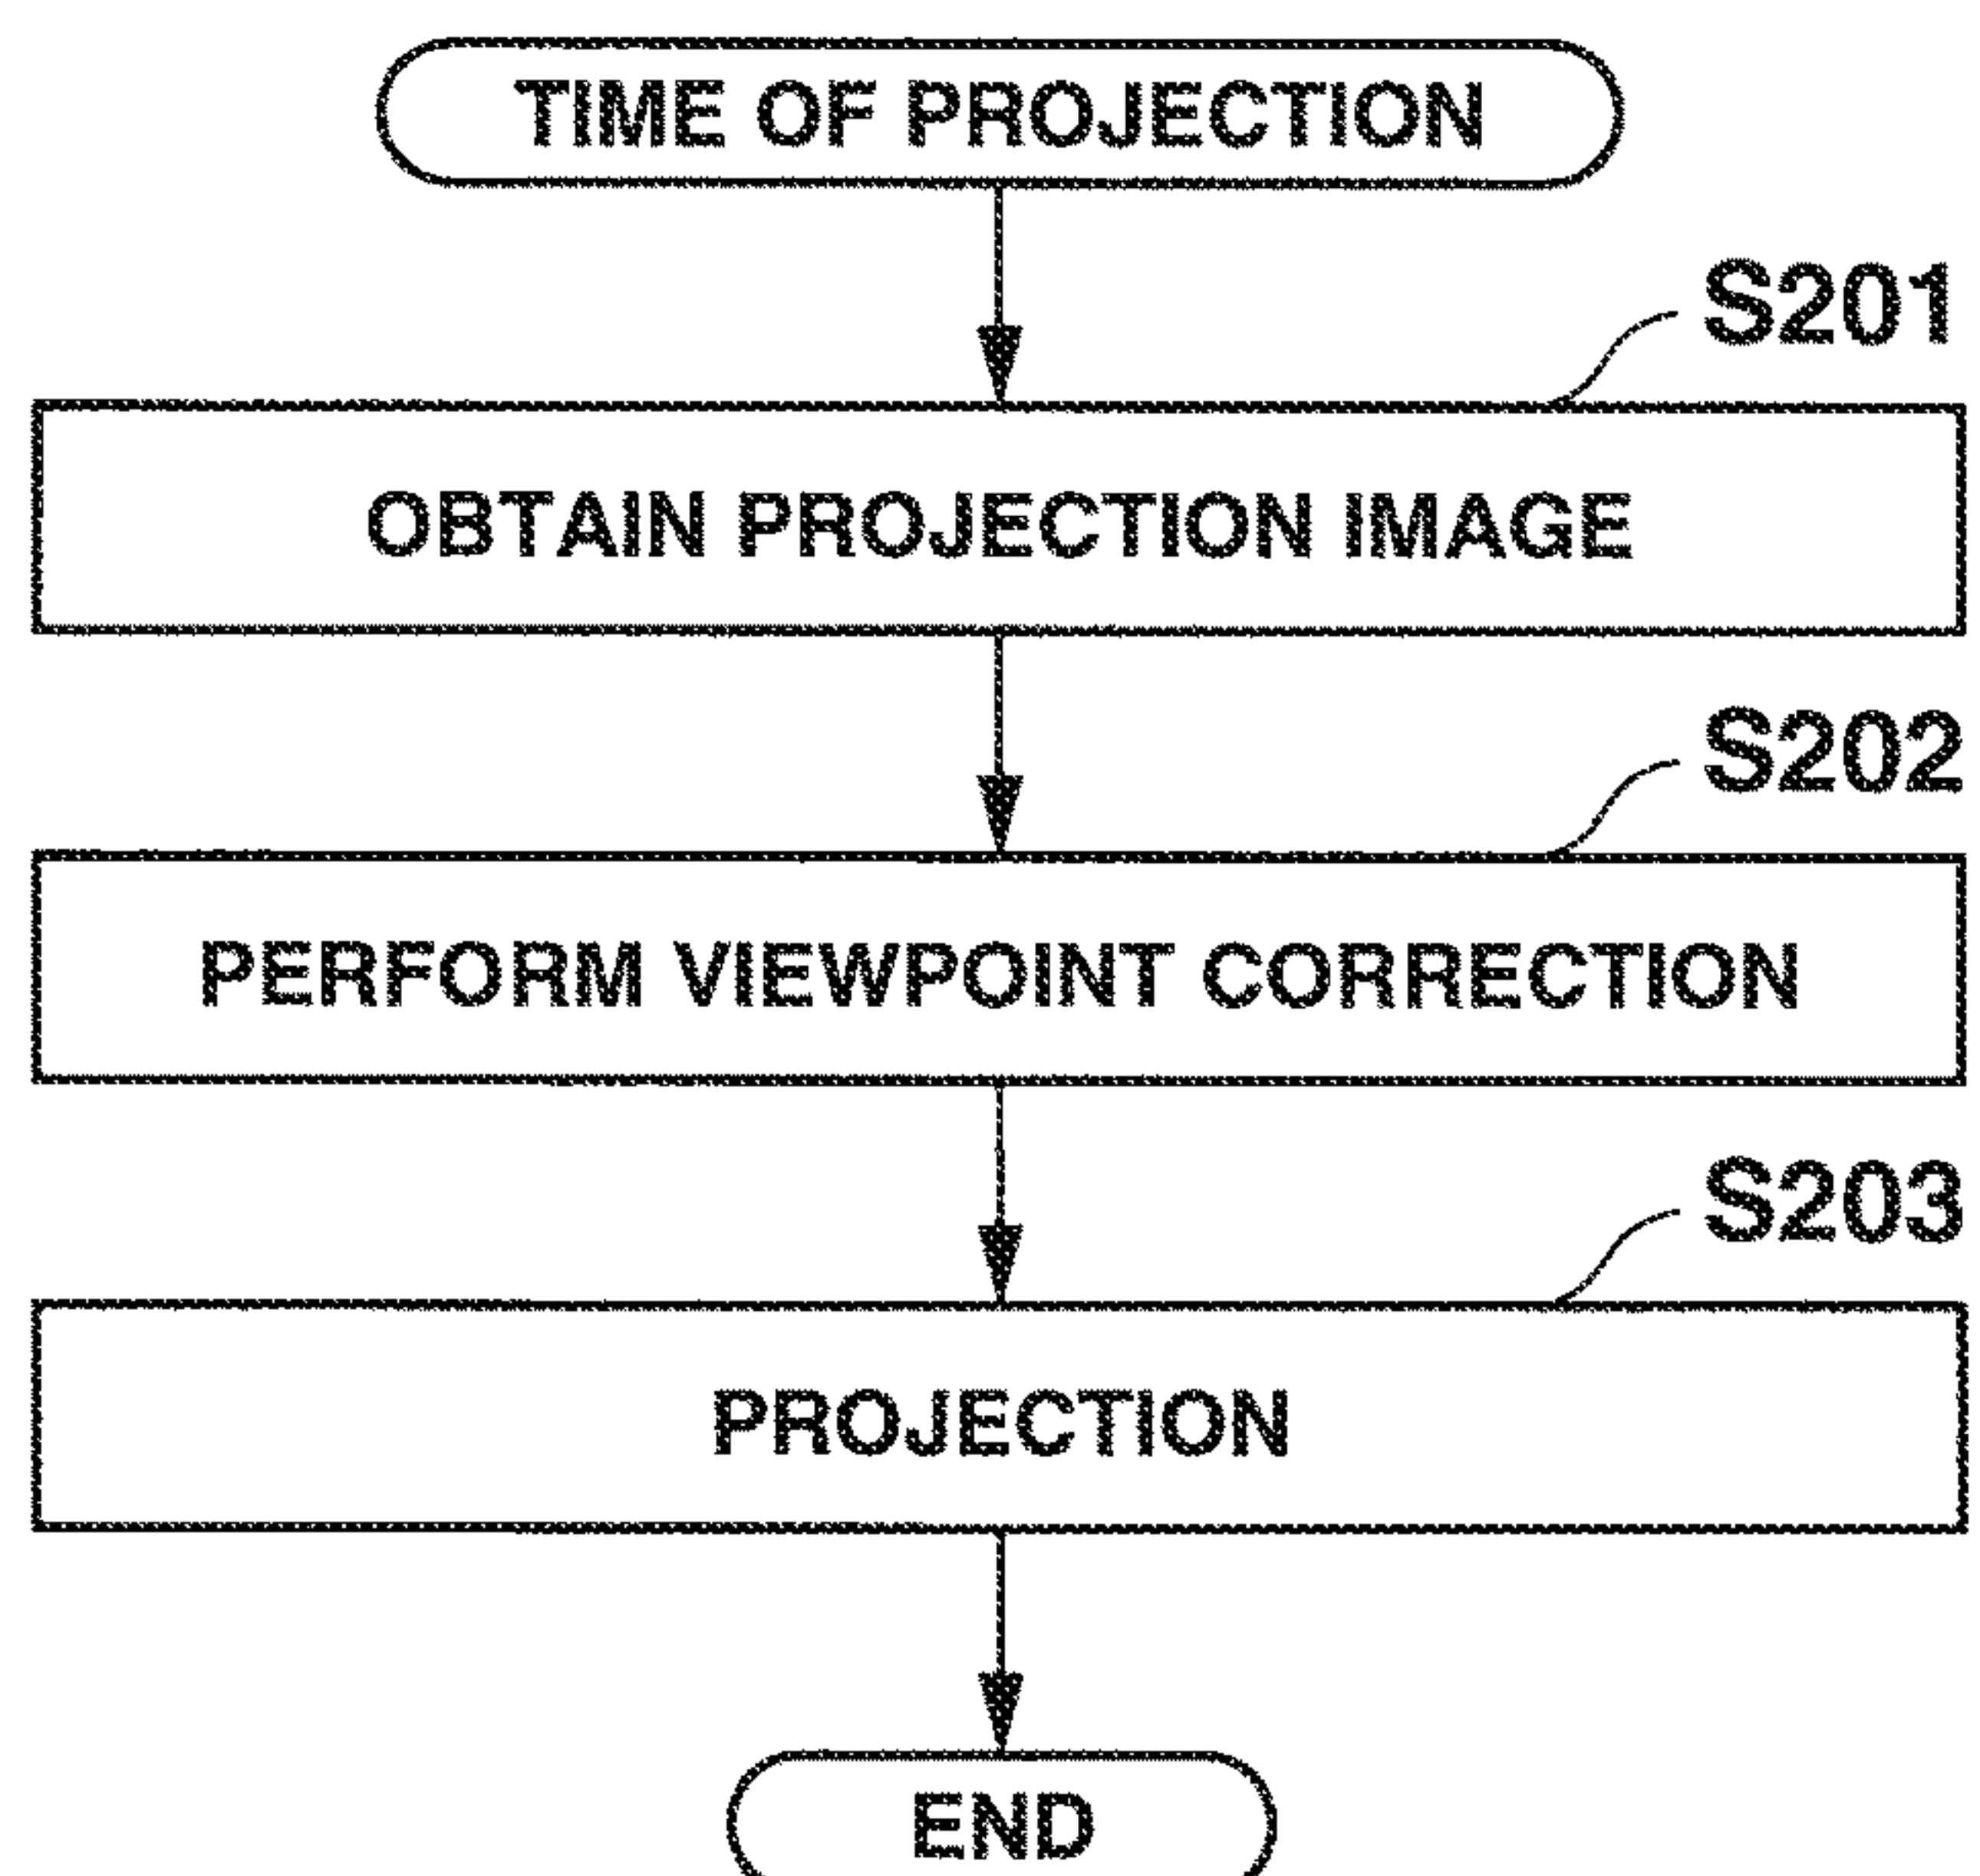 TIME OF PROJECTION
S201
OBTAIN PROJECTION IMAGE
S202
PERFORM VIEWPOINT CORRECTION
S203
PROJECTION
END